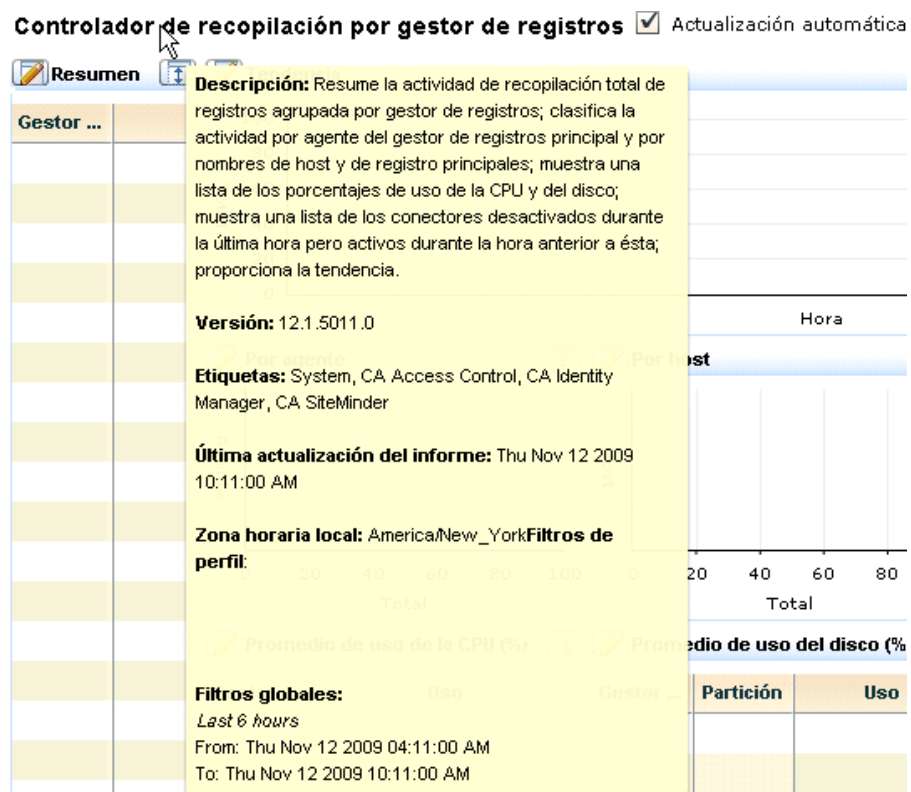 Controlador de recopilación por gestor de registros Actualización automática
Resumen Tendencia
Gestor ...
Descripción: Resume la actividad de recopilación total de
registros agrupada por gestor de registros; clasifica la
actividad por agente del gestor de registros principal y por
nombres de host y de registro principales; muestra una
lista de los porcentajes de uso de la CPU y del disco;
muestra una lista de los conectores desactivados durante
la última hora pero activos durante la hora anterior a ésta;
proporciona la tendencia.
0
Hora
Versión: 12.1.5011.0
Por agente Por host
Etiquetas: System, CA Access Control, CA Identity
Manager, CA SiteMinder
Última actualización del informe: Thu Nov 12 2009
10:11:00 AM
Zona horaria local: America/New_YorkFiltros de
perfil:
0 20 40 60 80 100 0 20 40 60 80
Total Total
Promedio de uso de la CPU (%) Promedio de uso del disco (%
Filtros globales:
Uso Gestor ... Partición Uso
Last 6 hours
From: Thu Nov 12 2009 04:11:00 AM
To: Thu Nov 12 2009 10:11:00 AM